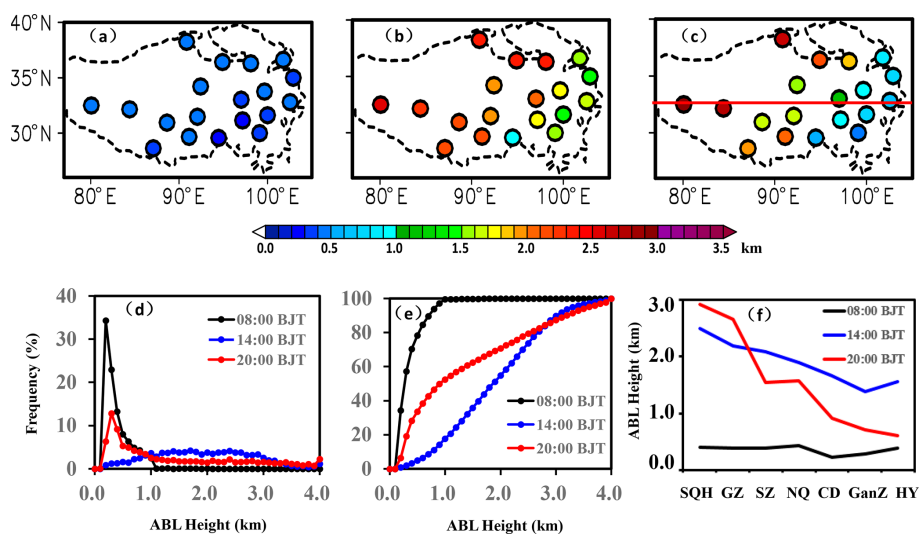 40°N
35°N
30°N
(a)
(b)
(c)
80°E 90°E 100°E
80°E 90°E 100°E
80°E 90°E 100°E
0.0 0.5 1.0 1.5 2.0 2.5 3.0 3.5 km
Frequency (%)
40
30
20
10
0
(d)
08:00 BJT
14:00 BJT
20:00 BJT
0.0 1.0 2.0 3.0 4.0
ABL Height (km)
100
80
60
40
20
0
(e)
08:00 BJT
14:00 BJT
20:00 BJT
0.0 1.0 2.0 3.0 4.0
ABL Height (km)
ABL Height (km)
3.0
2.0
1.0
0.0
(f)
08:00 BJT
14:00 BJT
20:00 BJT
SQH GZ SZ NQ CD GanZ HY